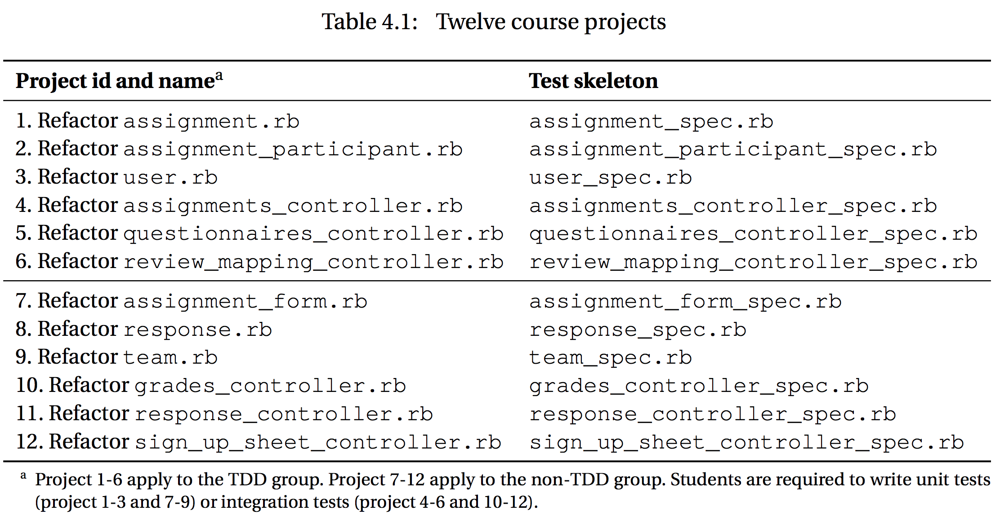 Table 4.1: Twelve course projects
Project id and nameᵃ Test skeleton
1. Refactor assignment.rb assignment_spec.rb
2. Refactor assignment_participant.rb assignment_participant_spec.rb
3. Refactor user.rb user_spec.rb
4. Refactor assignments_controller.rb assignments_controller_spec.rb
5. Refactor questionnaires_controller.rb questionnaires_controller_spec.rb
6. Refactor review_mapping_controller.rb review_mapping_controller_spec.rb
7. Refactor assignment_form.rb assignment_form_spec.rb
8. Refactor response.rb response_spec.rb
9. Refactor team.rb team_spec.rb
10. Refactor grades_controller.rb grades_controller_spec.rb
11. Refactor response_controller.rb response_controller_spec.rb
12. Refactor sign_up_sheet_controller.rb sign_up_sheet_controller_spec.rb
ᵃ Project 1-6 apply to the TDD group. Project 7-12 apply to the non-TDD group. Students are required to write unit tests
(project 1-3 and 7-9) or integration tests (project 4-6 and 10-12).